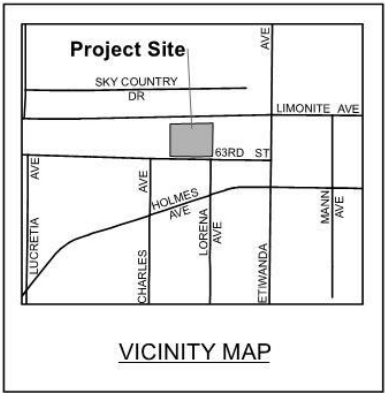 AVE
Project Site
SKY COUNTRY
DR
LIMONITE AVE
63RD ST
AVE
AVE
HOLMES
AVE
AVE
MANN
AVE
LUCRETIA
CHARLES
LORENA
ETIWANDA
VICINITY MAP